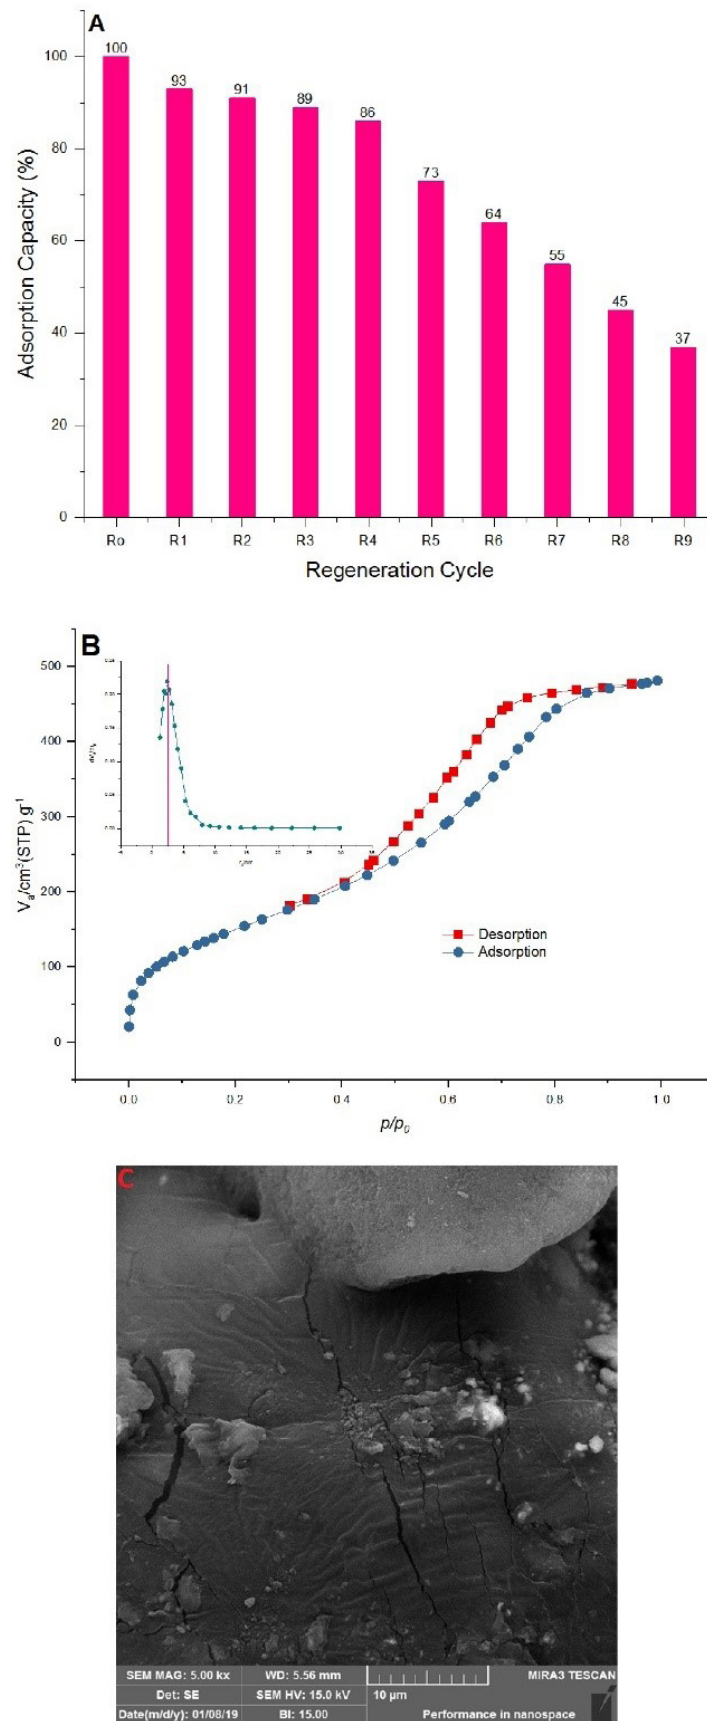 A
100
93
91
89
86
73
64
55
45
37
100
80
60
40
20
0
Adsorption Capacity (%)
Ro R1 R2 R3 R4 R5 R6 R7 R8 R9
Regeneration Cycle
B
500
400
300
200
100
0
Vₐ/cm³(STP) g⁻¹
Desorption
Adsorption
0.0 0.2 0.4 0.6 0.8 1.0
p/p₀
C
SEM MAG: 5.00 kx WD: 5.56 mm MIRA3 TESCAN
Det: SE SEM HV: 15.0 kV 10 µm
Date(m/d/y): 01/08/19 BI: 15.00 Performance in nanospace